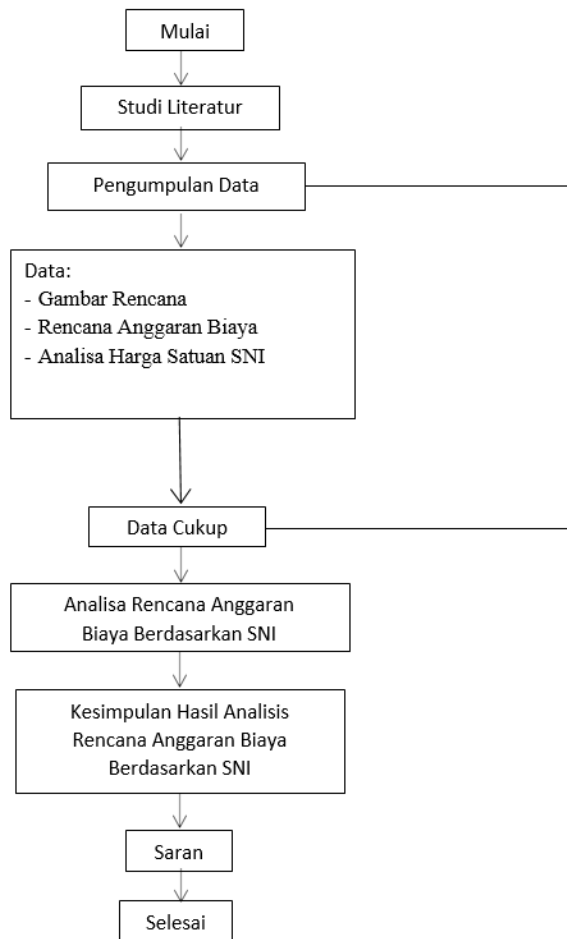 Mulai
Studi Literatur
Pengumpulan Data
Data:
- Gambar Rencana
- Rencana Anggaran Biaya
- Analisa Harga Satuan SNI
Data Cukup
Analisa Rencana Anggaran
Biaya Berdasarkan SNI
Kesimpulan Hasil Analisis
Rencana Anggaran Biaya
Berdasarkan SNI
Saran
Selesai